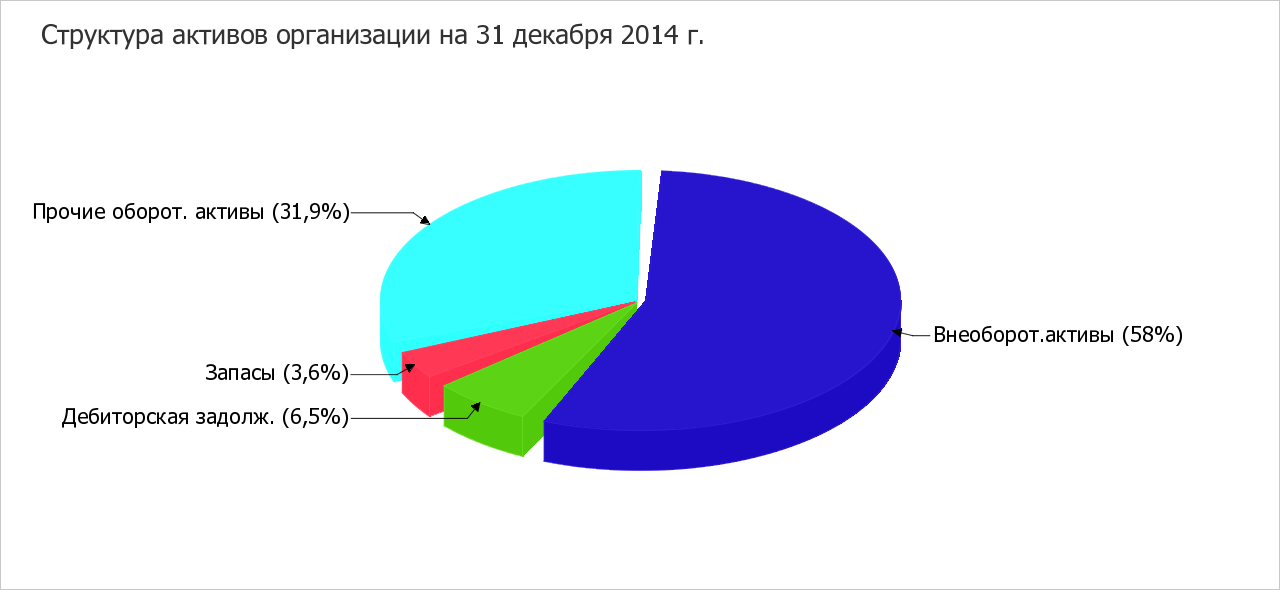 Структура активов организации на 31 декабря 2014 г.
Прочие оборот. активы (31,9%)
Внеоборот.активы (58%)
Запасы (3,6%)
Дебиторская задолж. (6,5%)